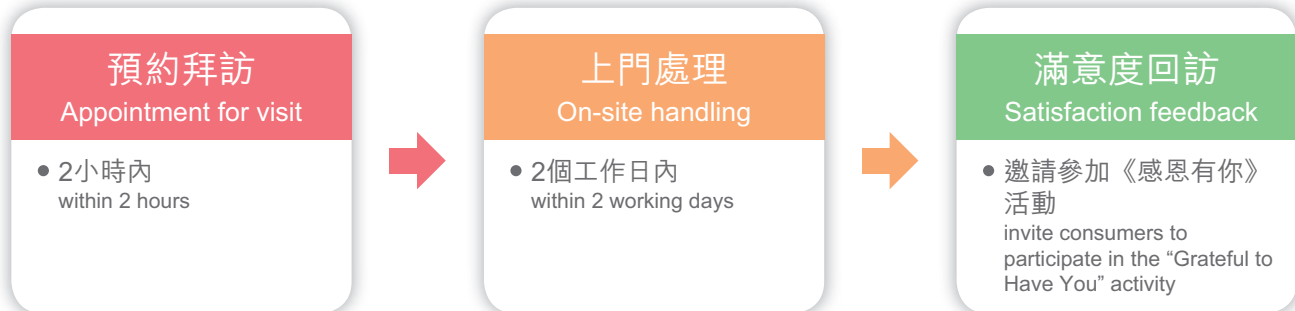 預約拜訪
Appointment for visit
● 2小時內
within 2 hours
上門處理
On-site handling
● 2個工作日內
within 2 working days
滿意度回訪
Satisfaction feedback
● 邀請參加《感恩有你》
活動
invite consumers to
participate in the “Grateful to
Have You” activity